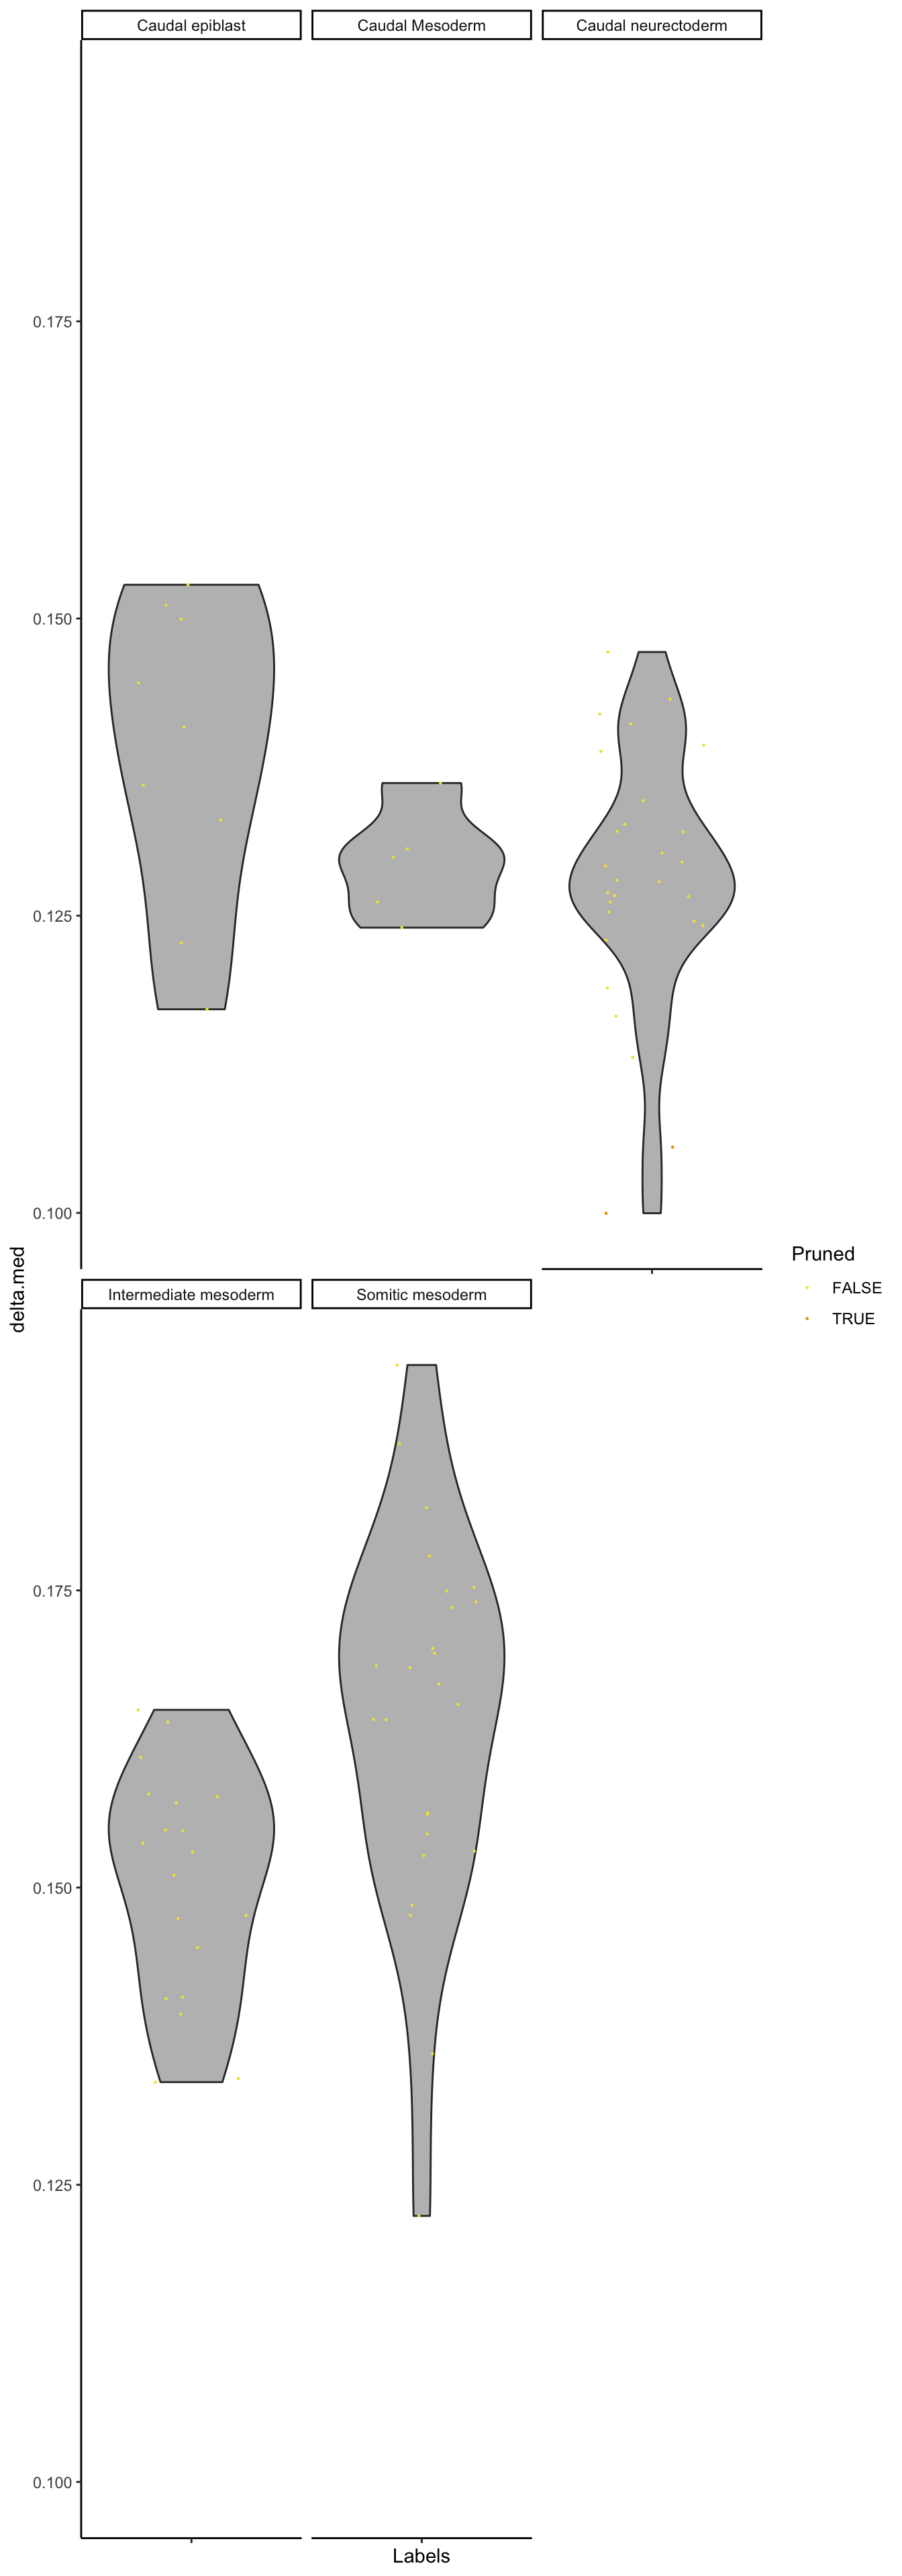 Caudal epiblast
Caudal Mesoderm
Caudal neurectoderm
0.175
0.150
0.125
0.100
delta.med
Pruned
FALSE
TRUE
Intermediate mesoderm
Somitic mesoderm
0.175
0.150
0.125
0.100
Labels